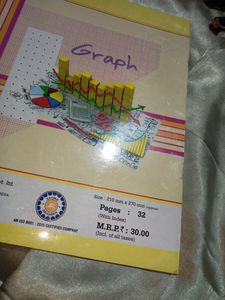 Graph
t. ltd.
Size : 210 mm x 270 mm
Pages : 32
(With Index)
M.R.P.₹ : 30.00
(Incl. of all taxes)
AN ISO 9001 : 2015 CERTIFIED COMPANY